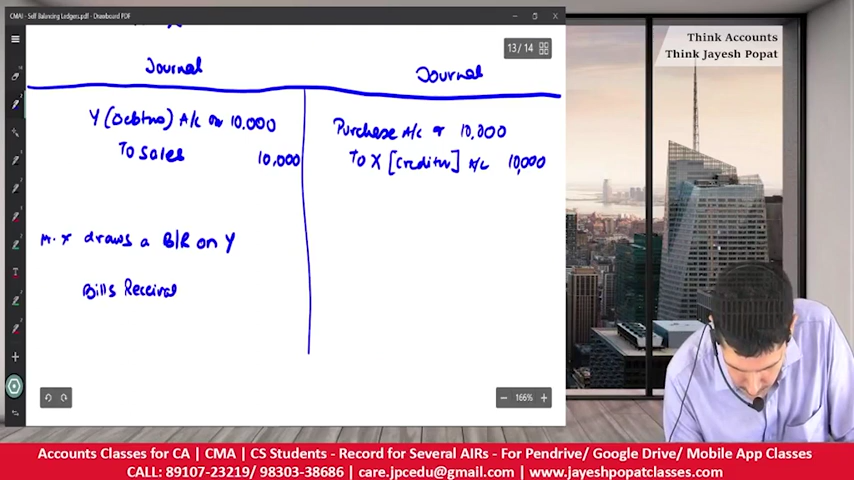 CMAI - Self Balancing Ledgers.pdf - Drawboard PDF
13 / 14
Think Accounts
Think Jayesh Popat
Journal
Journal
Y (Debtors) A/c Dr 10,000
To Sales 10,000
Purchase A/c Dr 10,000
To X [Creditor] A/c 10,000
draws a B/R on Y
Bills Receivabl
166%
Accounts Classes for CA | CMA | CS Students - Record for Several AIRs - For Pendrive/ Google Drive/ Mobile App Classes
CALL: 89107-23219/ 98303-38686 | care.jpcedu@gmail.com | www.jayeshpopatclasses.com